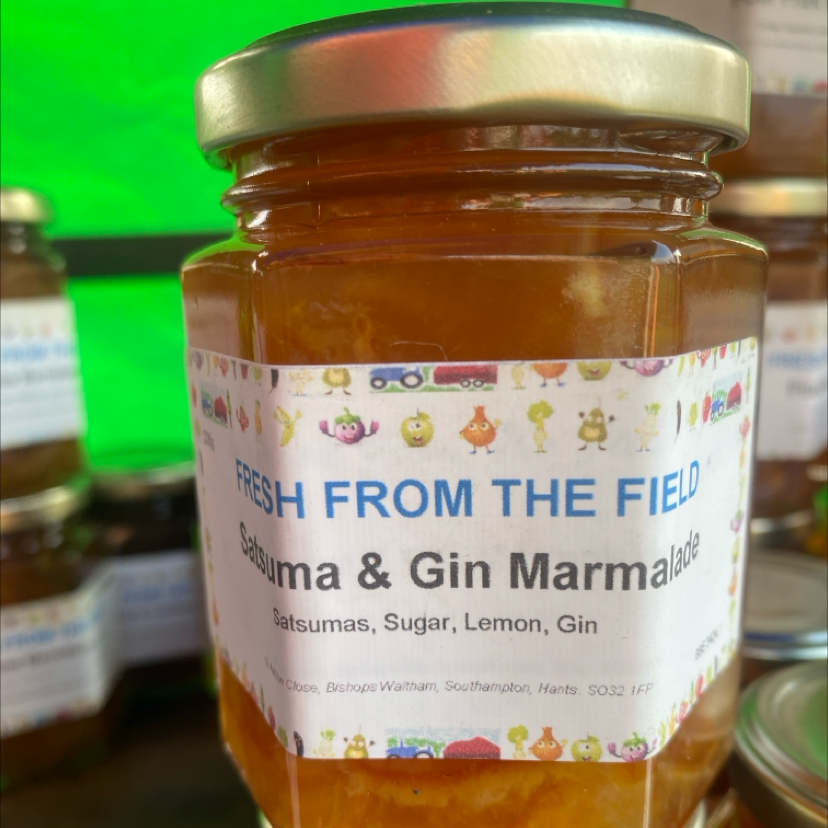 FRESH FROM THE FIELD
Satsuma & Gin Marmalade
Satsumas, Sugar, Lemon, Gin
Close, Bishops Waltham, Southampton, Hants. SO32 1FP